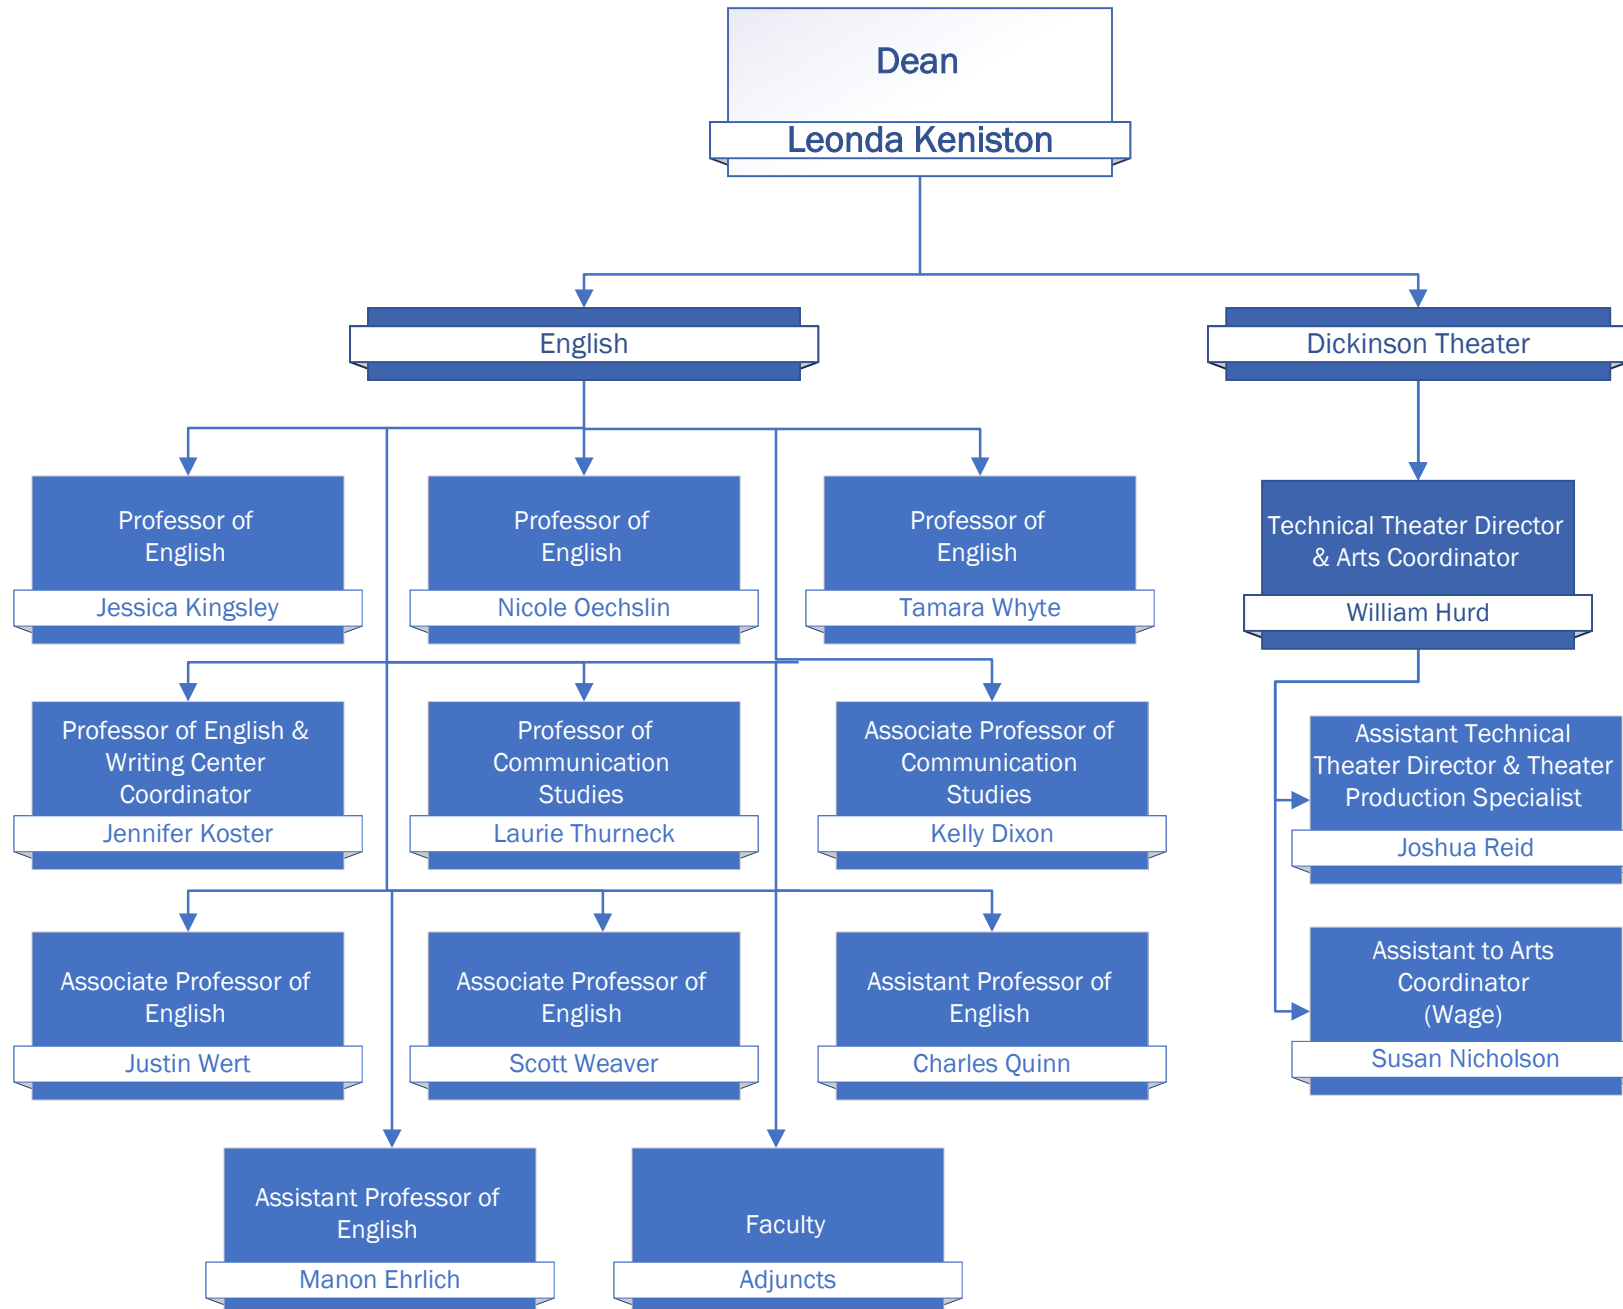 Dean
Leonda Keniston
English
Dickinson Theater
Professor of
English
Jessica Kingsley
Professor of
English
Nicole Oechslin
Professor of
English
Tamara Whyte
Technical Theater Director
& Arts Coordinator
William Hurd
Professor of English &
Writing Center
Coordinator
Jennifer Koster
Professor of
Communication
Studies
Laurie Thurneck
Associate Professor of
Communication
Studies
Kelly Dixon
Assistant Technical
Theater Director & Theater
Production Specialist
Joshua Reid
Associate Professor of
English
Justin Wert
Associate Professor of
English
Scott Weaver
Assistant Professor of
English
Charles Quinn
Assistant to Arts
Coordinator
(Wage)
Susan Nicholson
Assistant Professor of
English
Manon Ehrlich
Faculty
Adjuncts